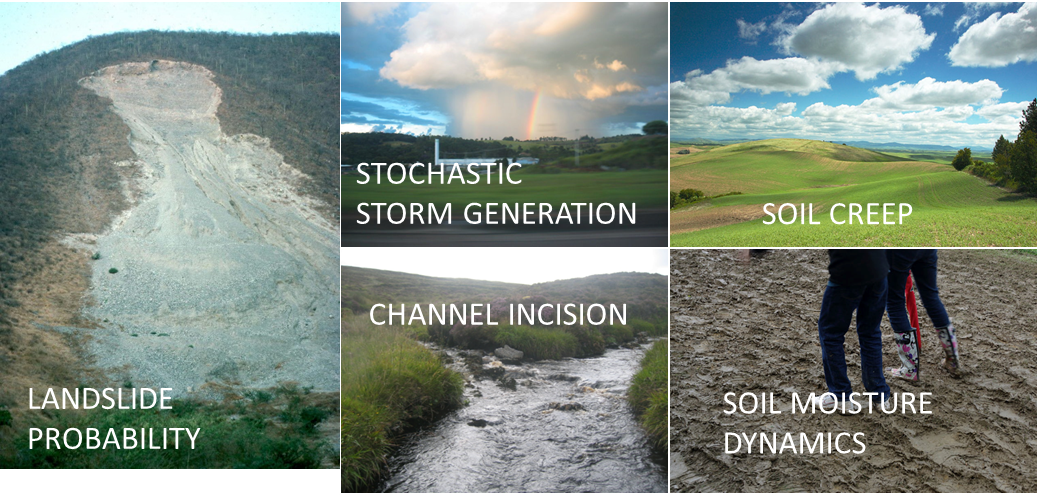 LANDSLIDE
PROBABILITY
STOCHASTIC
STORM GENERATION
SOIL CREEP
CHANNEL INCISION
SOIL MOISTURE
DYNAMICS